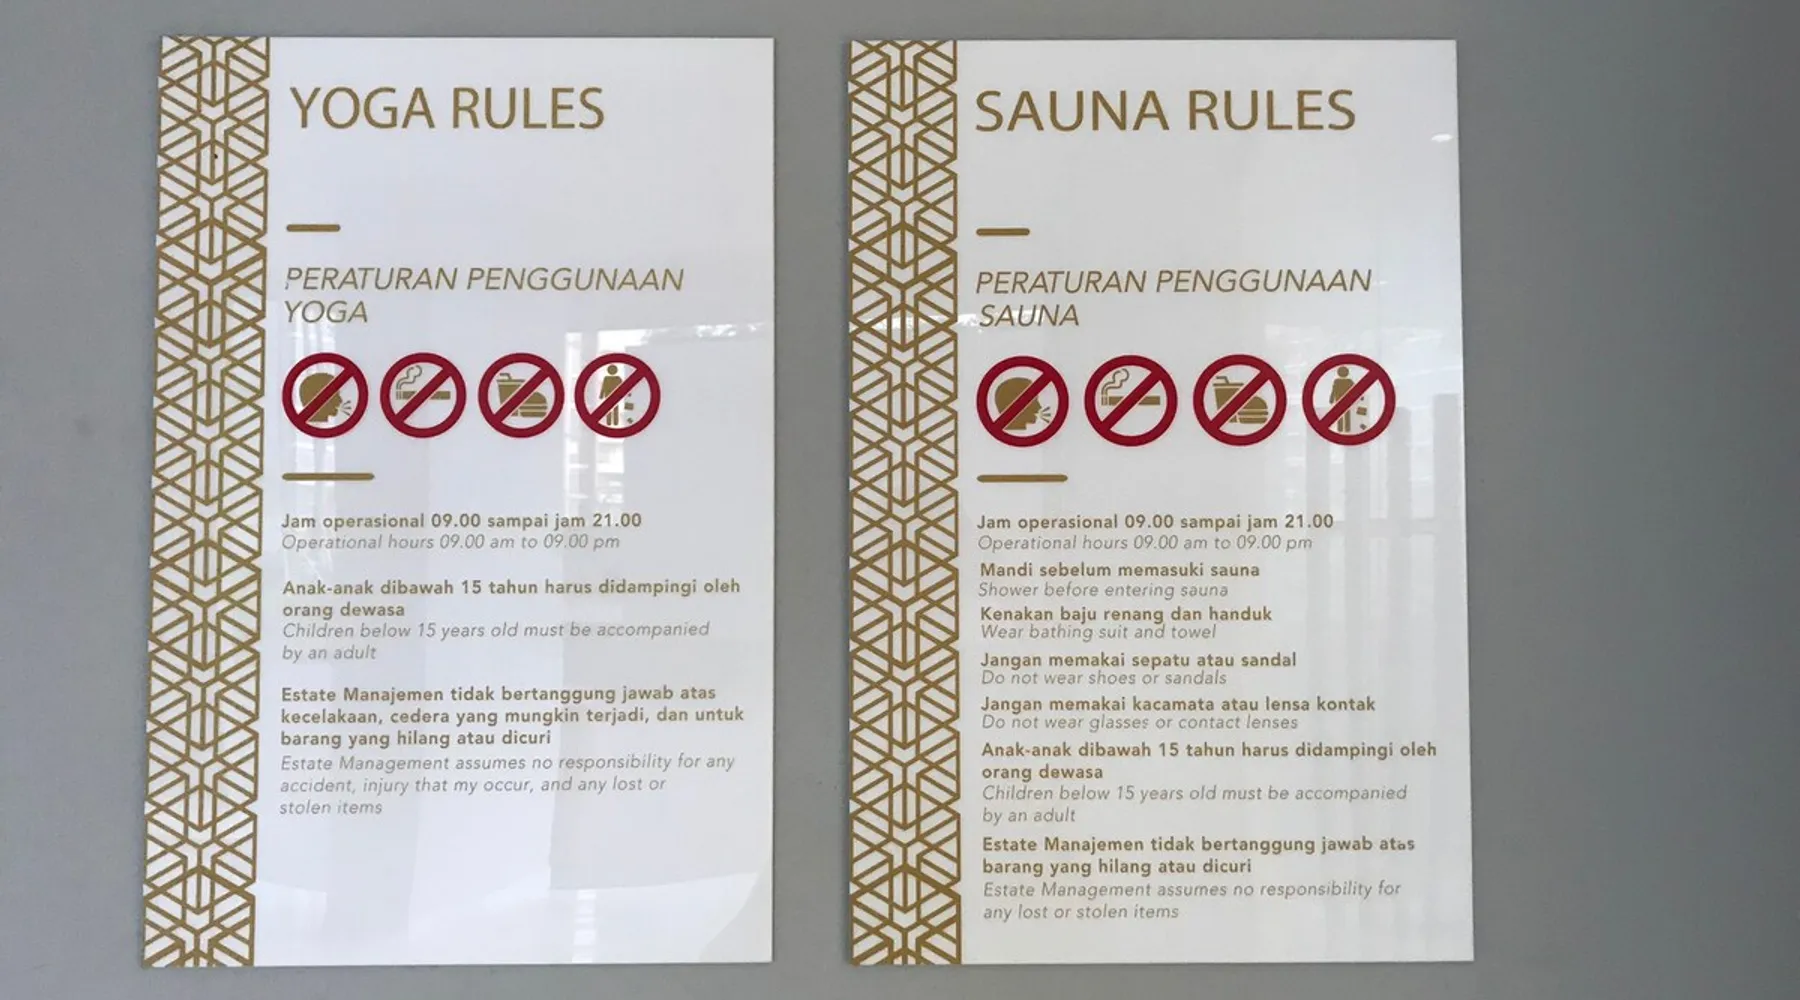 YOGA RULES
PERATURAN PENGGUNAAN
YOGA
Jam operasional 09.00 sampai jam 21.00
Operational hours 09.00 am to 09.00 pm
Anak-anak dibawah 15 tahun harus didampingi oleh
orang dewasa
Children below 15 years old must be accompanied
by an adult
Estate Manajemen tidak bertanggung jawab atas
kecelakaan, cedera yang mungkin terjadi, dan untuk
barang yang hilang atau dicuri
Estate Management assumes no responsibility for any
accident, injury that my occur, and any lost or
stolen items
SAUNA RULES
PERATURAN PENGGUNAAN
SAUNA
Jam operasional 09.00 sampai jam 21.00
Operational hours 09.00 am to 09.00 pm
Mandi sebelum memasuki sauna
Shower before entering sauna
Kenakan baju renang dan handuk
Wear bathing suit and towel
Jangan memakai sepatu atau sandal
Do not wear shoes or sandals
Jangan memakai kacamata atau lensa kontak
Do not wear glasses or contact lenses
Anak-anak dibawah 15 tahun harus didampingi oleh
orang dewasa
Children below 15 years old must be accompanied
by an adult
Estate Manajemen tidak bertanggung jawab atas
barang yang hilang atau dicuri
Estate Management assumes no responsibility for
any lost or stolen items